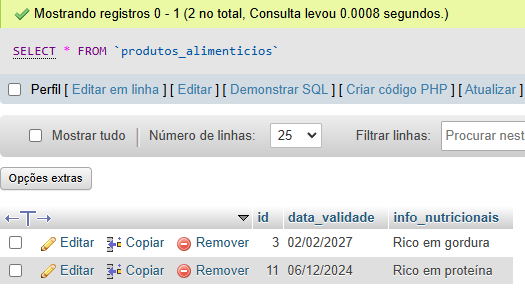 Mostrando registros 0 - 1 (2 no total, Consulta levou 0.0008 segundos.)
SELECT * FROM `produtos_alimenticios`
Perfil [ Editar em linha ] [ Editar ] [ Demonstrar SQL ] [ Criar código PHP ] [ Atualizar ]
Mostrar tudo Número de linhas: 25 Filtrar linhas: Procurar nest
Opções extras
id data_validade info_nutricionais
Editar Copiar Remover 3 02/02/2027 Rico em gordura
Editar Copiar Remover 11 06/12/2024 Rico em proteína